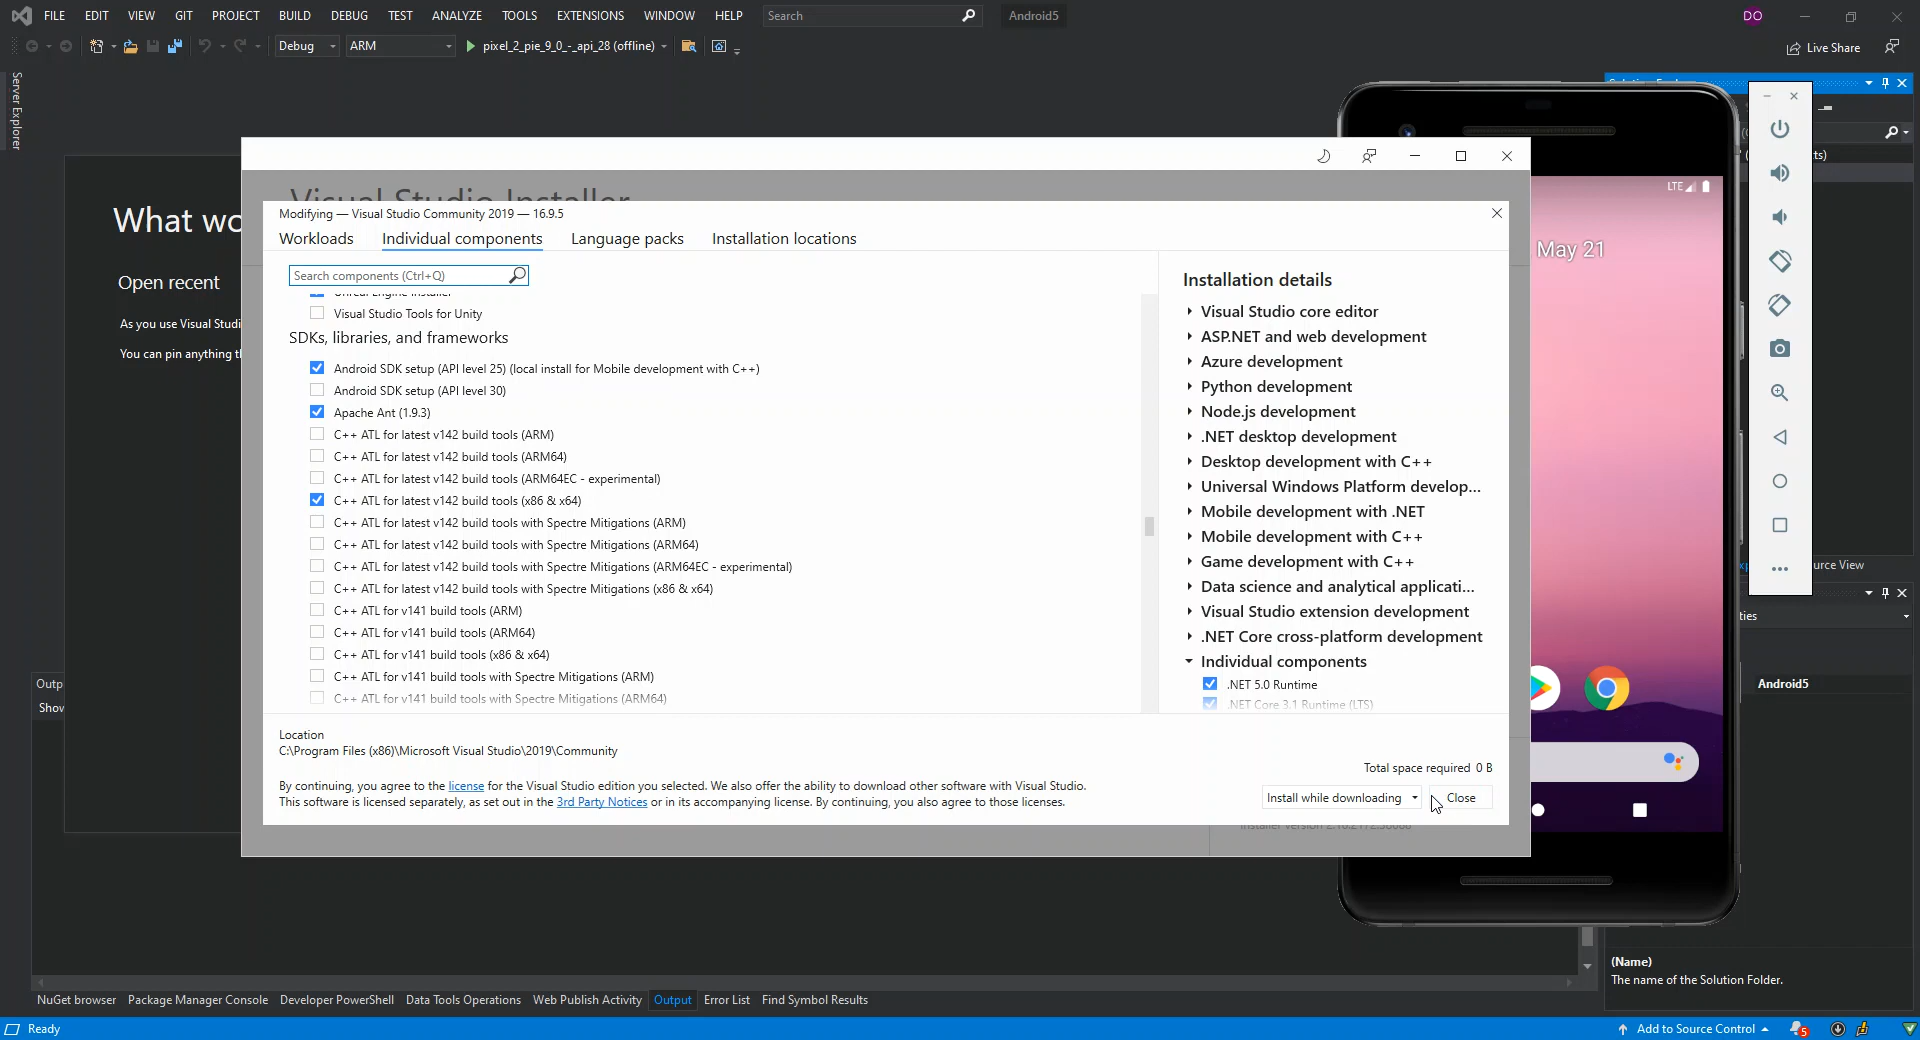 FILE EDIT VIEW GIT PROJECT BUILD DEBUG TEST ANALYZE TOOLS EXTENSIONS WINDOW HELP Search Android5 DO
Debug ARM pixel_2_pie_9_0_-_api_28 (offline) Live Share
Server Explorer
What wo
Open recent
As you use Visual Studi
You can pin anything t
Outp
Show
Visual Studio Installer
Modifying — Visual Studio Community 2019 — 16.9.5
Workloads Individual components Language packs Installation locations
Search components (Ctrl+Q)
Unreal Engine installer
Visual Studio Tools for Unity
SDKs, libraries, and frameworks
Android SDK setup (API level 25) (local install for Mobile development with C++)
Android SDK setup (API level 30)
Apache Ant (1.9.3)
C++ ATL for latest v142 build tools (ARM)
C++ ATL for latest v142 build tools (ARM64)
C++ ATL for latest v142 build tools (ARM64EC - experimental)
C++ ATL for latest v142 build tools (x86 & x64)
C++ ATL for latest v142 build tools with Spectre Mitigations (ARM)
C++ ATL for latest v142 build tools with Spectre Mitigations (ARM64)
C++ ATL for latest v142 build tools with Spectre Mitigations (ARM64EC - experimental)
C++ ATL for latest v142 build tools with Spectre Mitigations (x86 & x64)
C++ ATL for v141 build tools (ARM)
C++ ATL for v141 build tools (ARM64)
C++ ATL for v141 build tools (x86 & x64)
C++ ATL for v141 build tools with Spectre Mitigations (ARM)
C++ ATL for v141 build tools with Spectre Mitigations (ARM64)
Installation details
Visual Studio core editor
ASP.NET and web development
Azure development
Python development
Node.js development
.NET desktop development
Desktop development with C++
Universal Windows Platform develop...
Mobile development with .NET
Mobile development with C++
Game development with C++
Data science and analytical applicati...
Visual Studio extension development
.NET Core cross-platform development
Individual components
.NET 5.0 Runtime
.NET Core 3.1 Runtime (LTS)
Location
C:\Program Files (x86)\Microsoft Visual Studio\2019\Community
By continuing, you agree to the license for the Visual Studio edition you selected. We also offer the ability to download other software with Visual Studio.
This software is licensed separately, as set out in the 3rd Party Notices or in its accompanying license. By continuing, you also agree to those licenses.
Total space required 0 B
Install while downloading Close
LTE
May 21
ts)
urce View
ties
Android5
(Name)
The name of the Solution Folder.
NuGet browser Package Manager Console Developer PowerShell Data Tools Operations Web Publish Activity Output Error List Find Symbol Results
Ready Add to Source Control 5